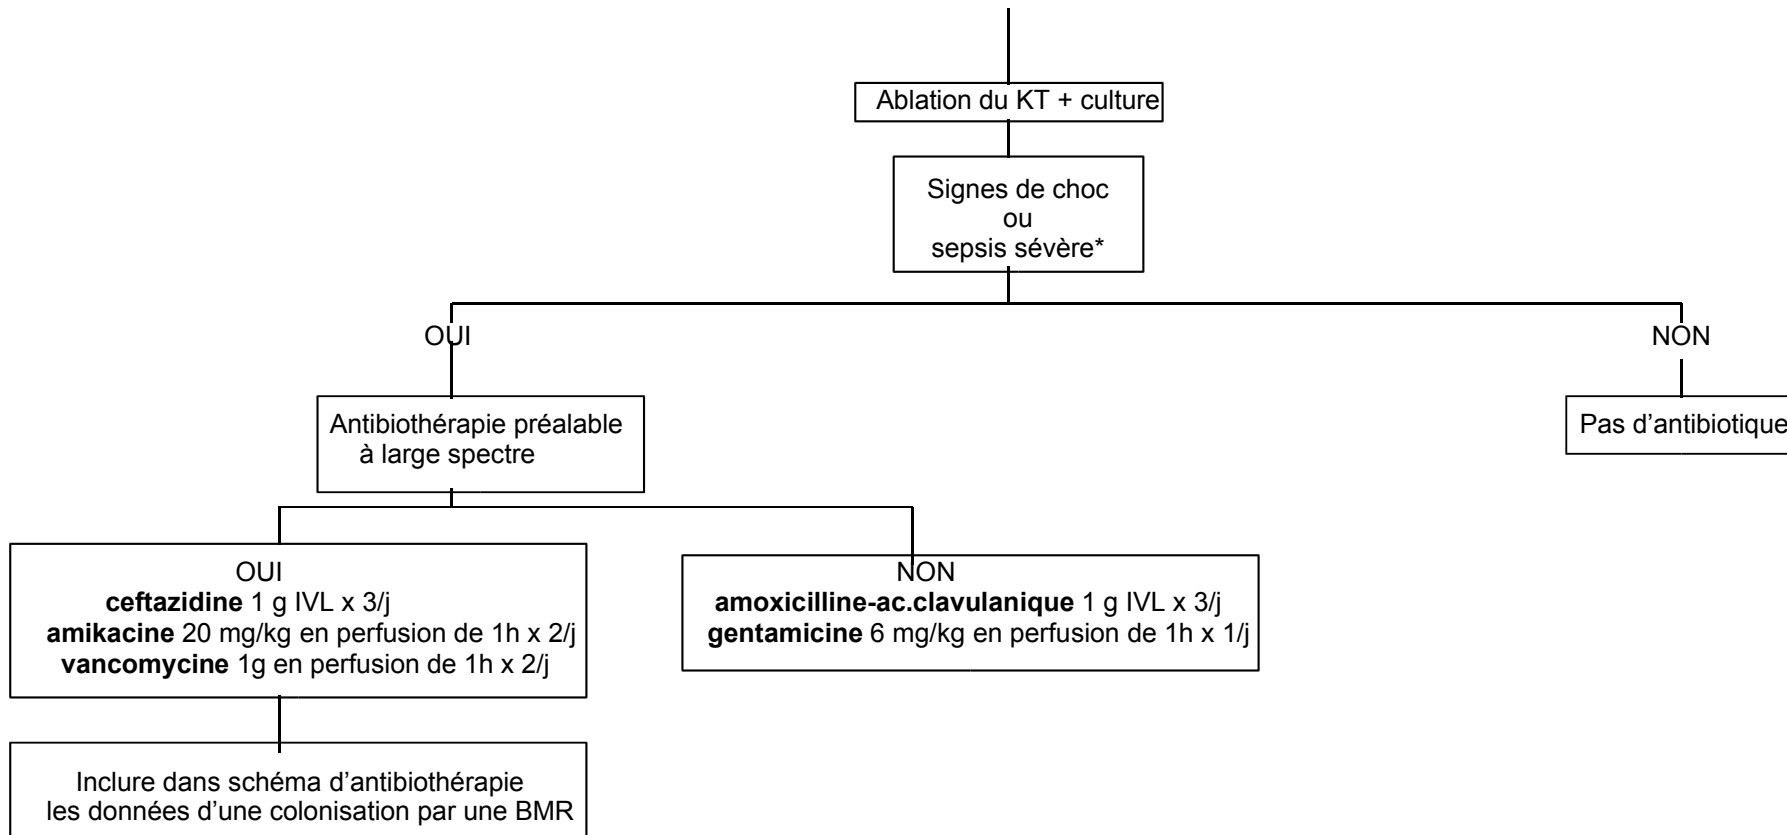 Ablation du KT + culture
Signes de choc
ou
sepsis sévère*
OUI
NON
Antibiothérapie préalable
à large spectre
Pas d’antibiotique
OUI
ceftazidine 1 g IVL x 3/j
amikacine 20 mg/kg en perfusion de 1h x 2/j
vancomycine 1g en perfusion de 1h x 2/j
NON
amoxicilline-ac.clavulanique 1 g IVL x 3/j
gentamicine 6 mg/kg en perfusion de 1h x 1/j
Inclure dans schéma d’antibiothérapie
les données d’une colonisation par une BMR